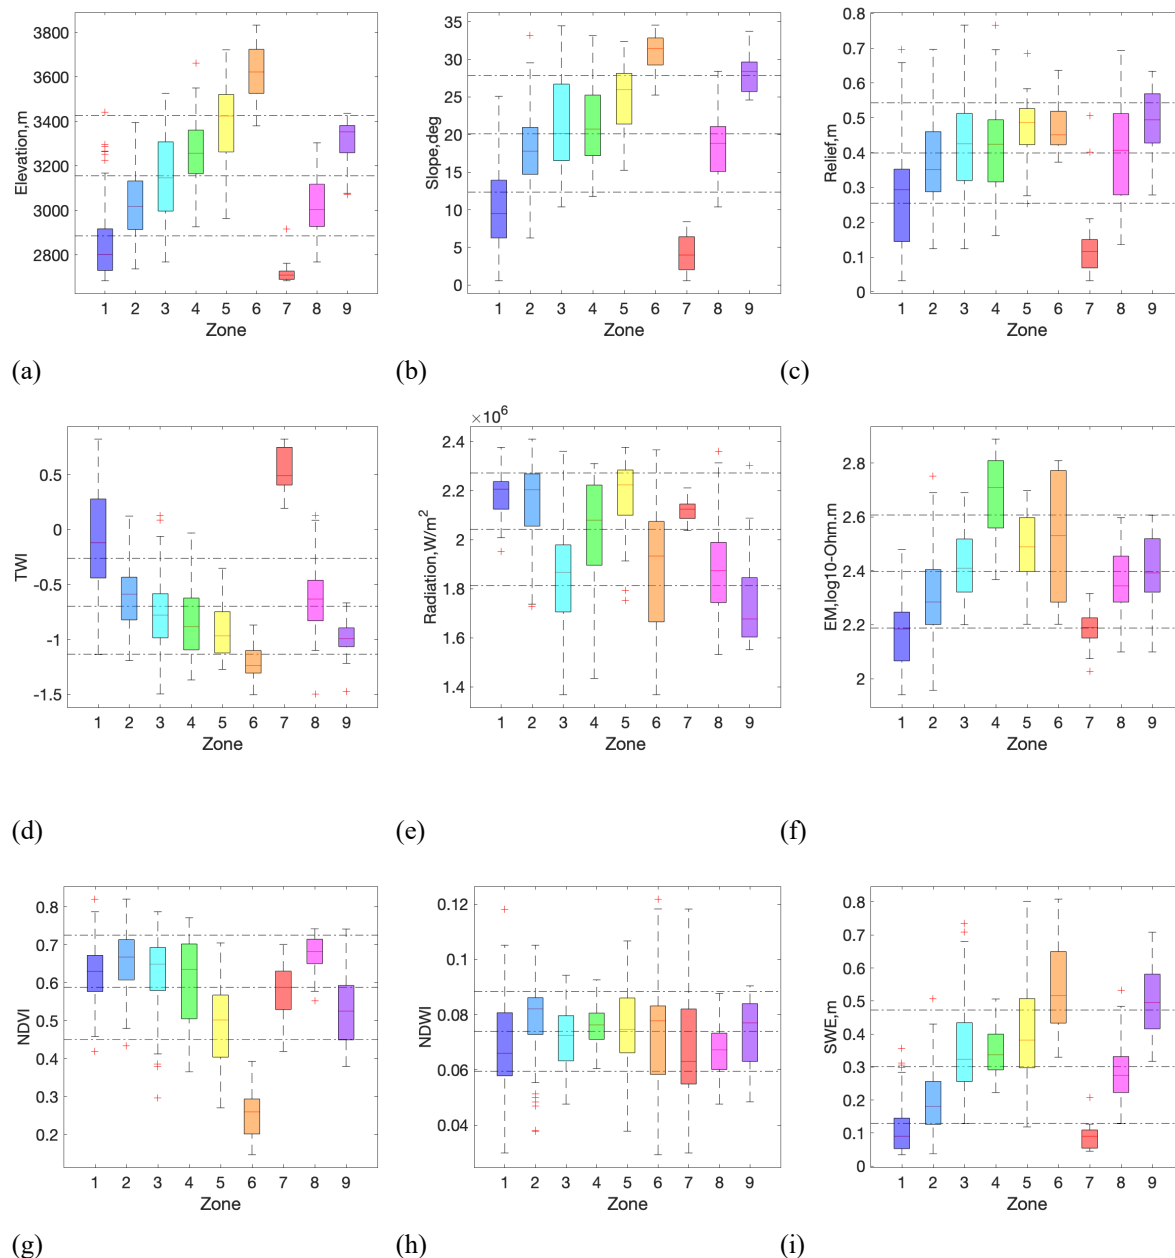 3800
3600
3400
3200
3000
2800
Elevation,m
1 2 3 4 5 6 7 8 9
Zone
(a)
35
30
25
20
15
10
5
0
Slope,deg
1 2 3 4 5 6 7 8 9
Zone
(b)
0.8
0.7
0.6
0.5
0.4
0.3
0.2
0.1
0
Relief,m
1 2 3 4 5 6 7 8 9
Zone
(c)
0.5
0
-0.5
-1
-1.5
TWI
1 2 3 4 5 6 7 8 9
Zone
(d)
×10⁶
2.4
2.2
2
1.8
1.6
1.4
Radiation,W/m²
1 2 3 4 5 6 7 8 9
Zone
(e)
2.8
2.6
2.4
2.2
2
EM,log10-Ohm.m
1 2 3 4 5 6 7 8 9
Zone
(f)
0.8
0.7
0.6
0.5
0.4
0.3
0.2
NDVI
1 2 3 4 5 6 7 8 9
Zone
(g)
0.12
0.1
0.08
0.06
0.04
NDWI
1 2 3 4 5 6 7 8 9
Zone
(h)
0.8
0.7
0.6
0.5
0.4
0.3
0.2
0.1
0
SWE,m
1 2 3 4 5 6 7 8 9
Zone
(i)